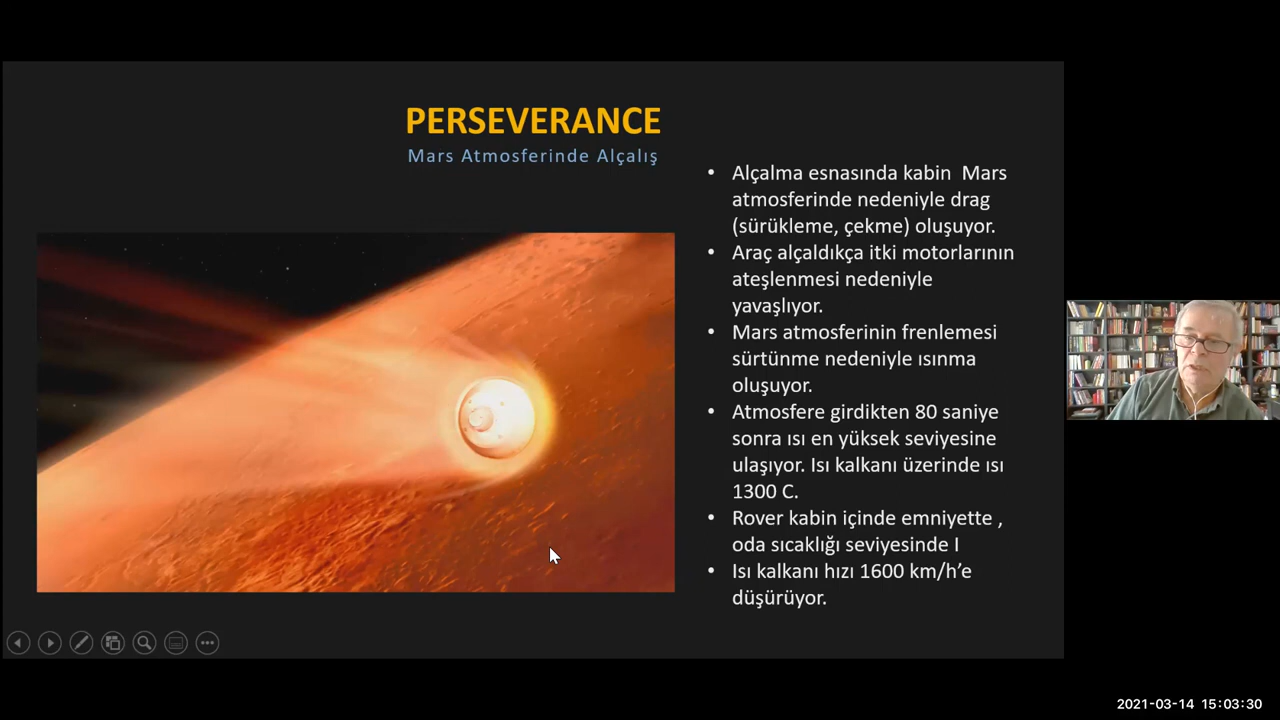 PERSEVERANCE
Mars Atmosferinde Alçalış
• Alçalma esnasında kabin  Mars
atmosferinde nedeniyle drag
(sürükleme, çekme) oluşuyor.
• Araç alçaldıkça itki motorlarının
ateşlenmesi nedeniyle
yavaşlıyor.
• Mars atmosferinin frenlemesi
sürtünme nedeniyle ısınma
oluşuyor.
• Atmosfere girdikten 80 saniye
sonra ısı en yüksek seviyesine
ulaşıyor. Isı kalkanı üzerinde ısı
1300 C.
• Rover kabin içinde emniyette ,
oda sıcaklığı seviyesinde I
• Isı kalkanı hızı 1600 km/h’e
düşürüyor.
2021-03-14 15:03:30